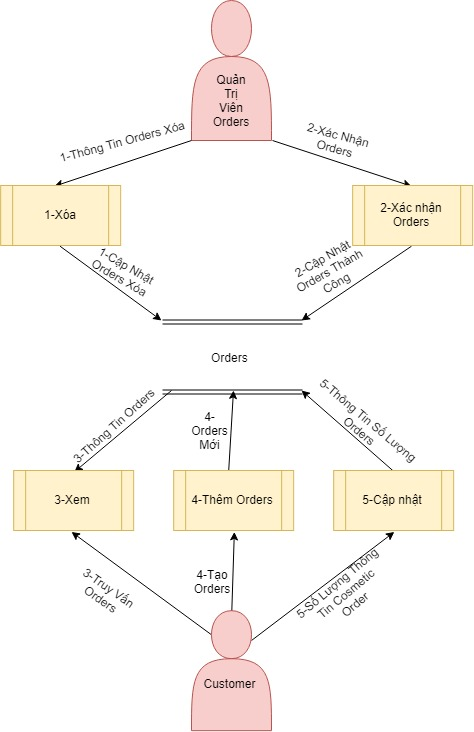 Quản
Trị
Viên
Orders
1-Thông Tin Orders Xóa
2-Xác Nhận
Orders
1-Xóa
2-Xác nhận
Orders
1-Cập Nhật
Orders Xóa
2-Cập Nhật
Orders Thành
Công
Orders
3-Thông Tin Orders
4-
Orders
Mới
5-Thông Tin Số Lượng
Orders
3-Xem
4-Thêm Orders
5-Cập nhật
3-Truy Vấn
Orders
4-Tạo
Orders
5-Số Lượng Thông
Tin Cosmetic
Order
Customer